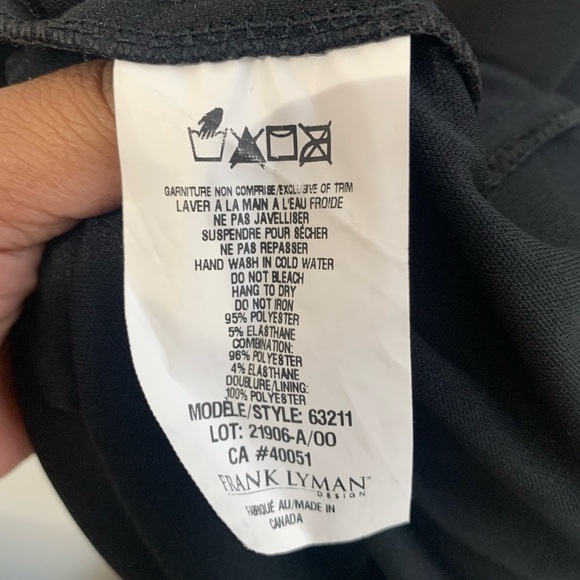 GARNITURE NON COMPRISE/EXCLUSIVE OF TRIM
LAVER A LA MAIN A L'EAU FROIDE
NE PAS JAVELLISER
SUSPENDRE POUR SÉCHER
NE PAS REPASSER
HAND WASH IN COLD WATER
DO NOT BLEACH
HANG TO DRY
DO NOT IRON
95% POLYESTER
5% ELASTHANE
COMBINATION:
96% POLYESTER
4% ELASTHANE
DOUBLURE/LINING:
100% POLYESTER
MODÈLE/STYLE: 63211
LOT: 21906-A/00
CA #40051
FRANK LYMAN
DESIGN
FABRIQUÉ AU/MADE IN
CANADA